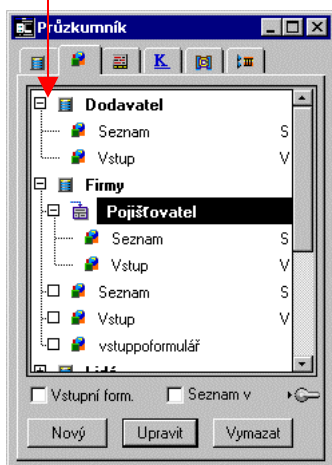 Průzkumník
K
Dodavatel
Seznam S
Vstup V
Firmy
Pojišťovatel
Seznam S
Vstup V
Seznam S
Vstup V
vstuppoformulář
Vstupní form. Seznam v
Nový Upravit Vymazat